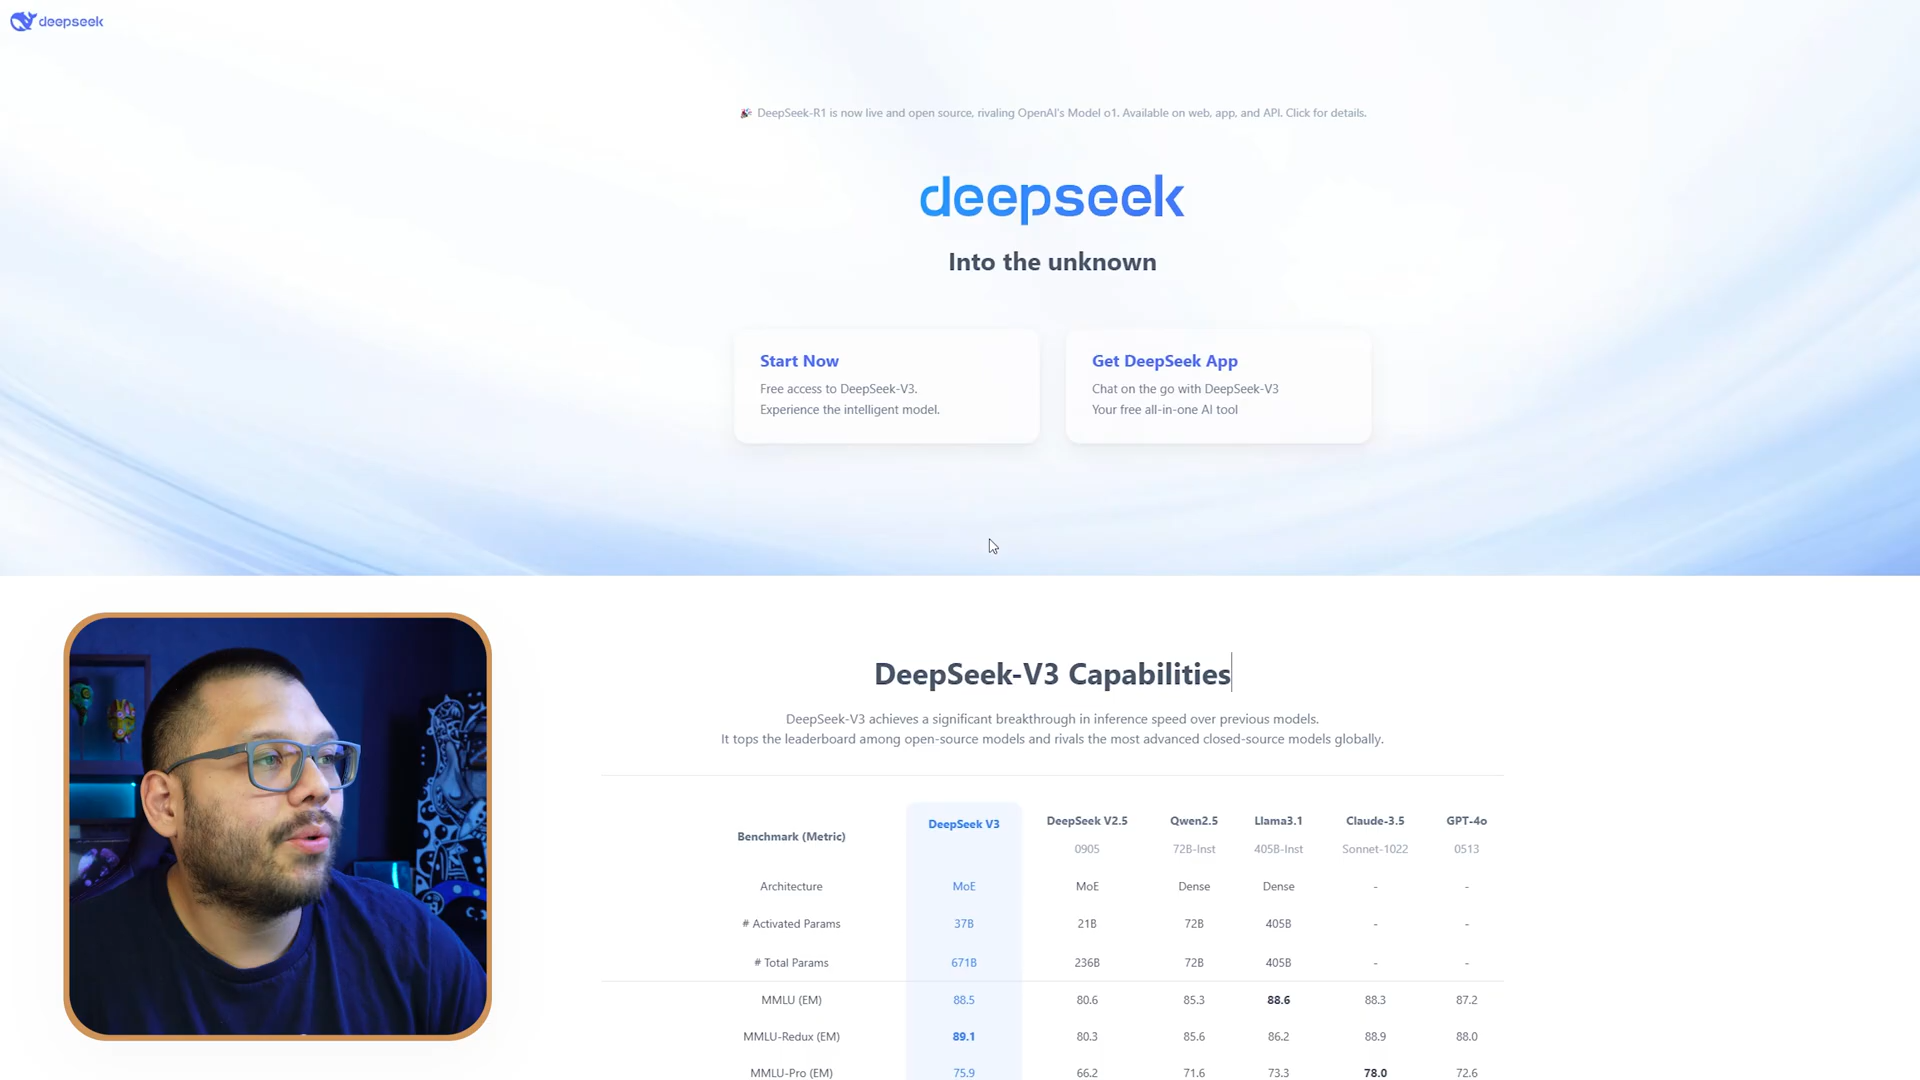 deepseek
🎉 DeepSeek-R1 is now live and open source, rivaling OpenAI's Model o1. Available on web, app, and API. Click for details.
deepseek
Into the unknown
Start Now
Free access to DeepSeek-V3.
Experience the intelligent model.
Get DeepSeek App
Chat on the go with DeepSeek-V3
Your free all-in-one AI tool
DeepSeek-V3 Capabilities
DeepSeek-V3 achieves a significant breakthrough in inference speed over previous models.
It tops the leaderboard among open-source models and rivals the most advanced closed-source models globally.
Benchmark (Metric) DeepSeek V3 DeepSeek V2.5 Qwen2.5 Llama3.1 Claude-3.5 GPT-4o
0905 72B-Inst 405B-Inst Sonnet-1022 0513
Architecture MoE MoE Dense Dense - -
# Activated Params 37B 21B 72B 405B - -
# Total Params 671B 236B 72B 405B - -
MMLU (EM) 88.5 80.6 85.3 88.6 88.3 87.2
MMLU-Redux (EM) 89.1 80.3 85.6 86.2 88.9 88.0
MMLU-Pro (EM) 75.9 66.2 71.6 73.3 78.0 72.6